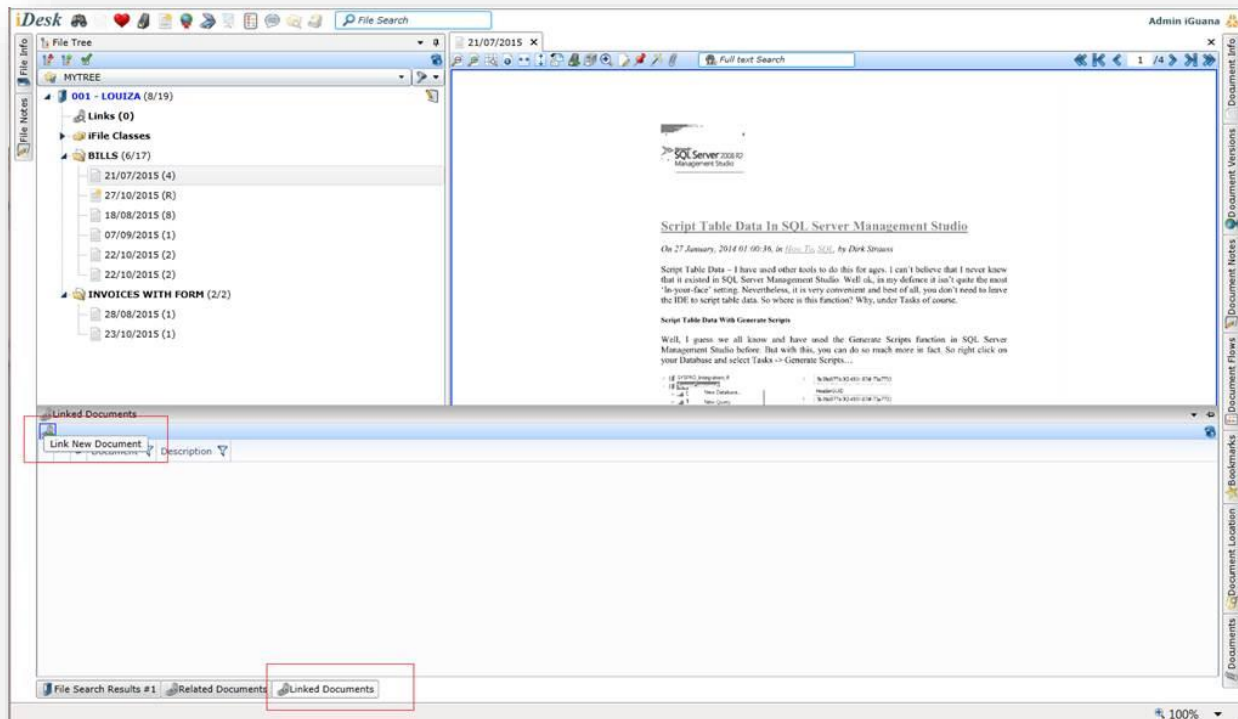 iDesk
File Search
Admin iGuana
File Info
File Notes
File Tree
MYTREE
001 - LOUIZA (8/19)
Links (0)
iFile Classes
BILLS (6/17)
21/07/2015 (4)
27/10/2015 (R)
18/08/2015 (8)
07/09/2015 (1)
22/10/2015 (2)
22/10/2015 (2)
INVOICES WITH FORM (2/2)
28/08/2015 (1)
23/10/2015 (1)
21/07/2015
Full text Search
1 /4
SQL Server 2008 R2
Management Studio
Script Table Data In SQL Server Management Studio
On 27 January, 2014 01:00:36, in How To, SQL, by Dirk Strauss
Script Table Data – I have used other tools to do this for ages. I can't believe that I never knew
that it existed in SQL Server Management Studio. Well ok, in my defence it isn't quite the most
'In-your-face' setting. Nevertheless, it is very convenient and best of all, you don't need to leave
the IDE to script table data. So where is this function? Why, under Tasks of course.
Script Table Data With Generate Scripts
Well, I guess we all know and have used the Generate Scripts function in SQL Server
Management Studio before. But with this, you can do so much more in fact. So right click on
your Database and select Tasks -> Generate Scripts...
New Database...
New Query
Linked Documents
Link New Document
Document
Description
File Search Results #1
Related Documents
Linked Documents
Document Info
Document Versions
Document Notes
Document Flows
Bookmarks
Document Location
Documents
100%